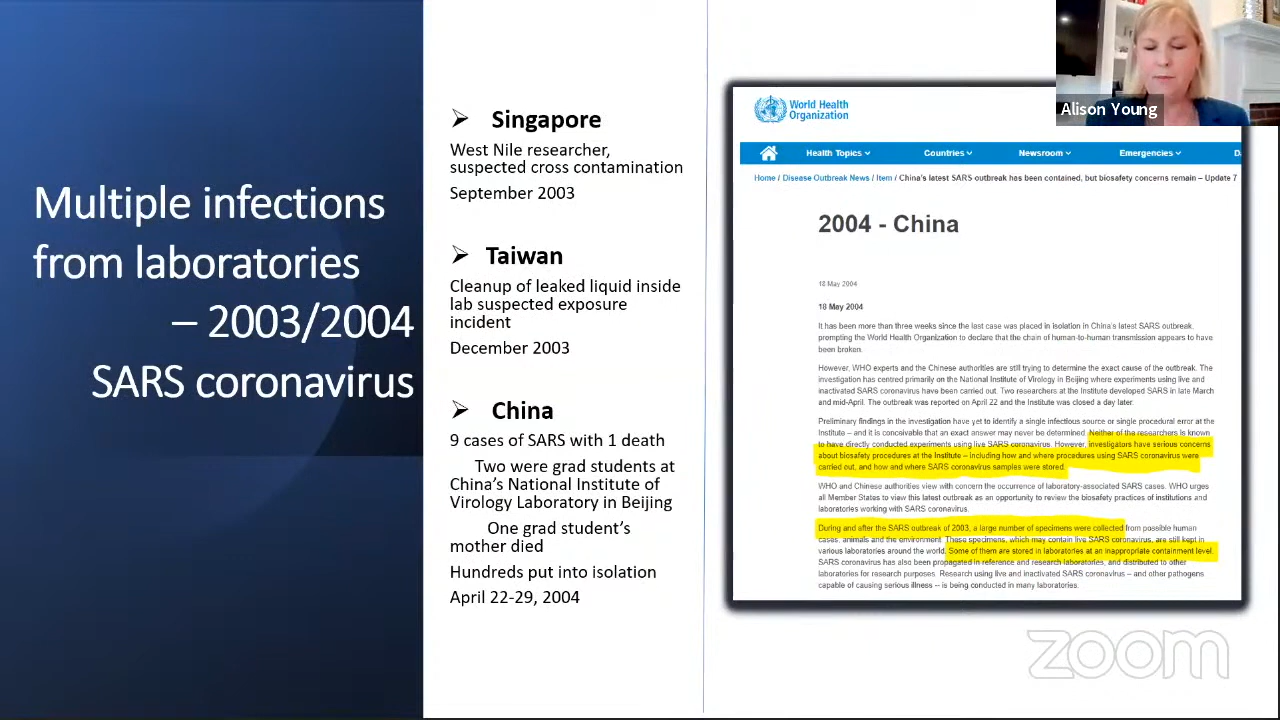 Multiple infections
from laboratories
– 2003/2004
SARS coronavirus
➢ Singapore
West Nile researcher,
suspected cross contamination
September 2003
➢ Taiwan
Cleanup of leaked liquid inside
lab suspected exposure
incident
December 2003
➢ China
9 cases of SARS with 1 death
Two were grad students at
China's National Institute of
Virology Laboratory in Beijing
One grad student's
mother died
Hundreds put into isolation
April 22-29, 2004
World Health
Organization
Health Topics Countries Newsroom Emergencies
Home / Disease Outbreak News / Item / China's latest SARS outbreak has been contained, but biosafety concerns remain – Update 7
2004 - China
18 May 2004
18 May 2004
It has been more than three weeks since the last case was placed in isolation in China's latest SARS outbreak,
prompting the World Health Organization to declare that the chain of human-to-human transmission appears to have
been broken.
However, WHO experts and the Chinese authorities are still trying to determine the exact cause of the outbreak. The
investigation has centred primarily on the National Institute of Virology in Beijing where experiments using live and
inactivated SARS coronavirus have been carried out. Two researchers at the Institute developed SARS in late March
and mid-April. The outbreak was reported on April 22 and the Institute was closed a day later.
Preliminary findings in the investigation have yet to identify a single infectious source or single procedural error at the
Institute – and it is conceivable that an exact answer may never be determined. Neither of the researchers is known
to have directly conducted experiments using live SARS coronavirus. However, investigators have serious concerns
about biosafety procedures at the Institute – including how and where procedures using SARS coronavirus were
carried out, and how and where SARS coronavirus samples were stored.
WHO and Chinese authorities view with concern the occurrence of laboratory-associated SARS cases. WHO urges
all Member States to view this latest outbreak as an opportunity to review the biosafety practices of institutions and
laboratories working with SARS coronavirus.
During and after the SARS outbreak of 2003, a large number of specimens were collected from possible human
cases, animals and the environment. These specimens, which may contain live SARS coronavirus, are still kept in
various laboratories around the world. Some of them are stored in laboratories at an inappropriate containment level.
SARS coronavirus has also been propagated in reference and research laboratories, and distributed to other
laboratories for research purposes. Research using live and inactivated SARS coronavirus – and other pathogens
capable of causing serious illness – is being conducted in many laboratories.
Alison Young
zoom